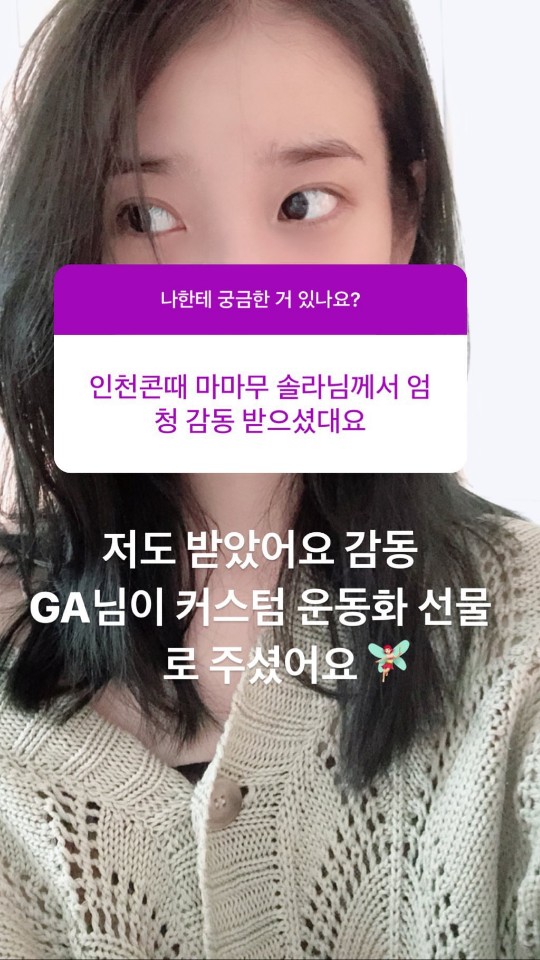 나한테 궁금한 거 있나요?
인천콘때 마마무 솔라님께서 엄
청 감동 받으셨대요
저도 받았어요 감동
GA님이 커스텀 운동화 선물
로 주셨어요 🧚